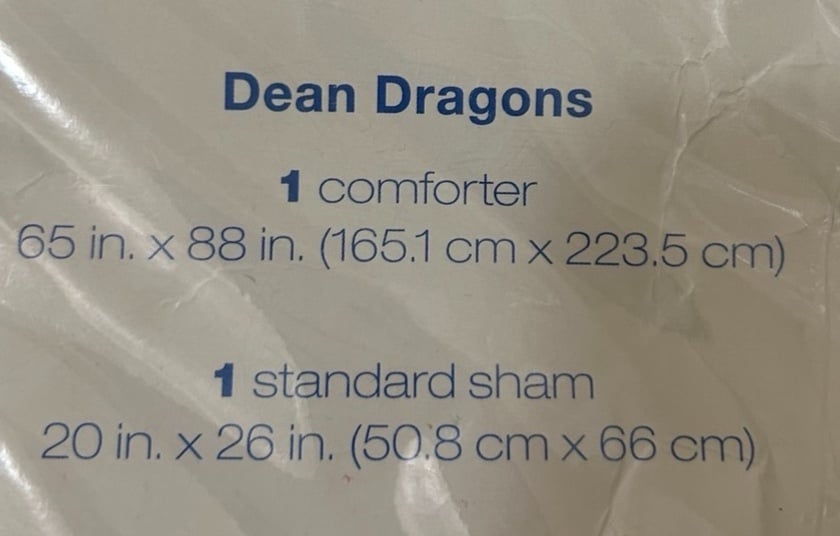 Dean Dragons
1 comforter
65 in. x 88 in. (165.1 cm x 223.5 cm)
1 standard sham
20 in. x 26 in. (50.8 cm x 66 cm)